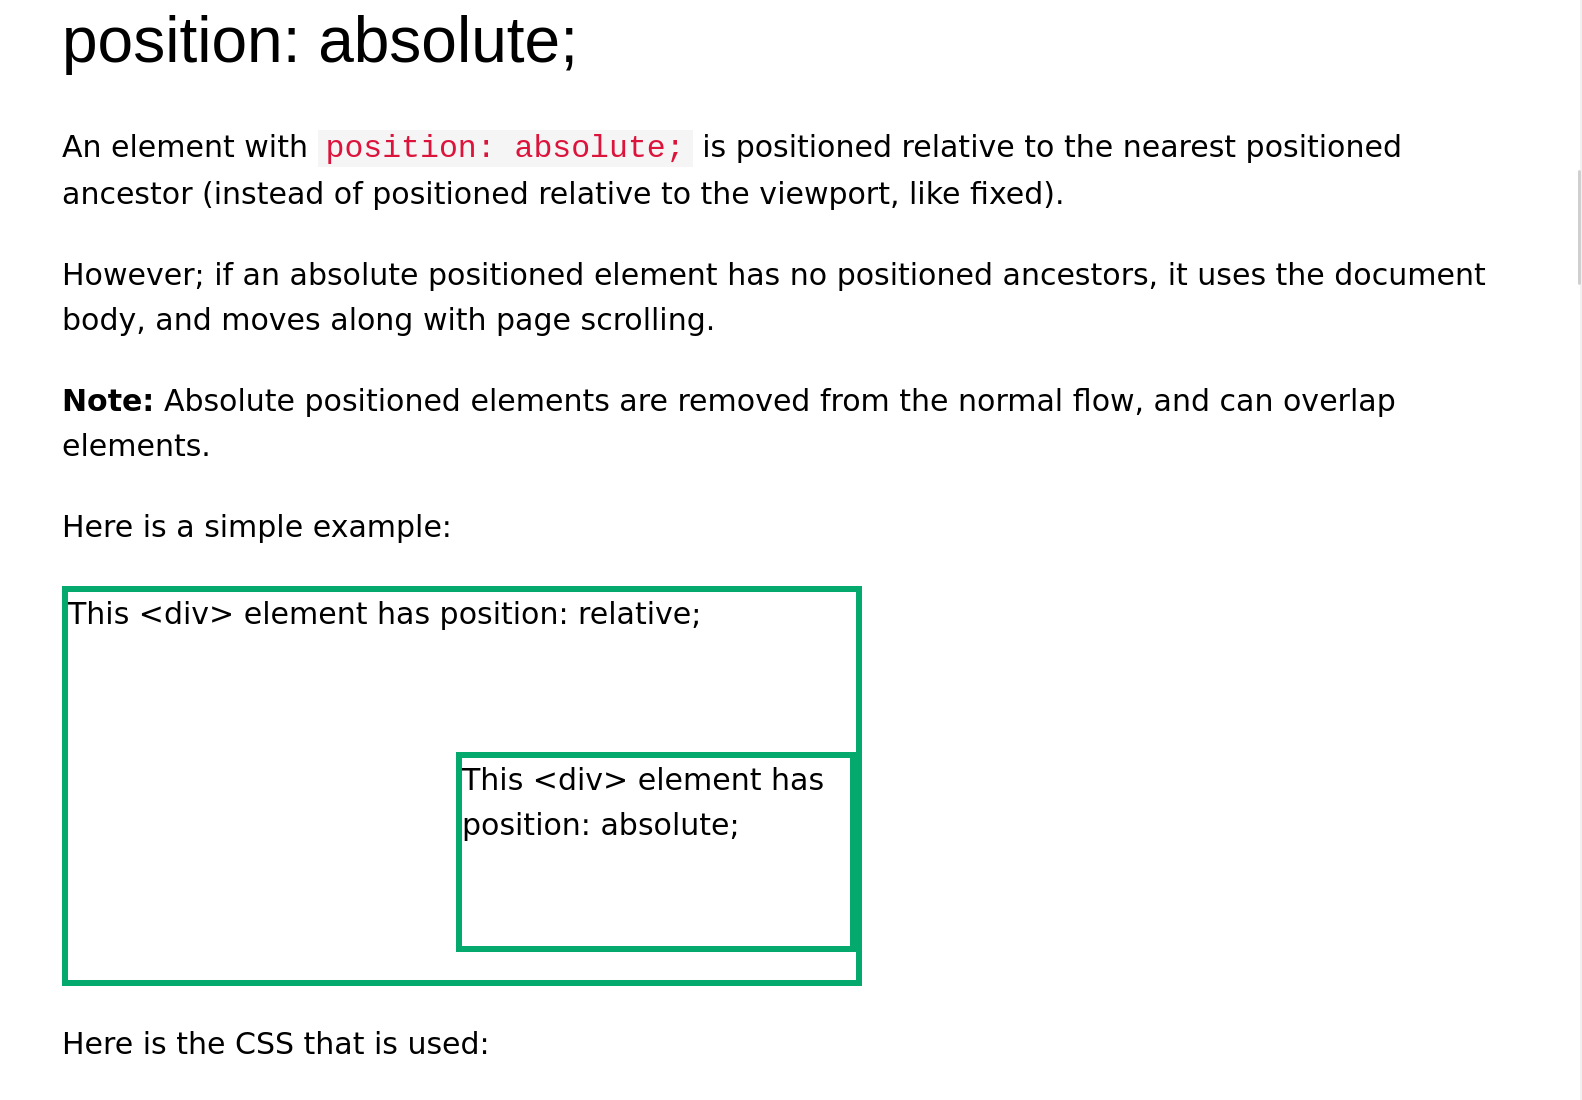 position: absolute;
An element with position: absolute; is positioned relative to the nearest positioned
ancestor (instead of positioned relative to the viewport, like fixed).
However; if an absolute positioned element has no positioned ancestors, it uses the document
body, and moves along with page scrolling.
Note: Absolute positioned elements are removed from the normal flow, and can overlap
elements.
Here is a simple example:
This <div> element has position: relative;
This <div> element has
position: absolute;
Here is the CSS that is used: